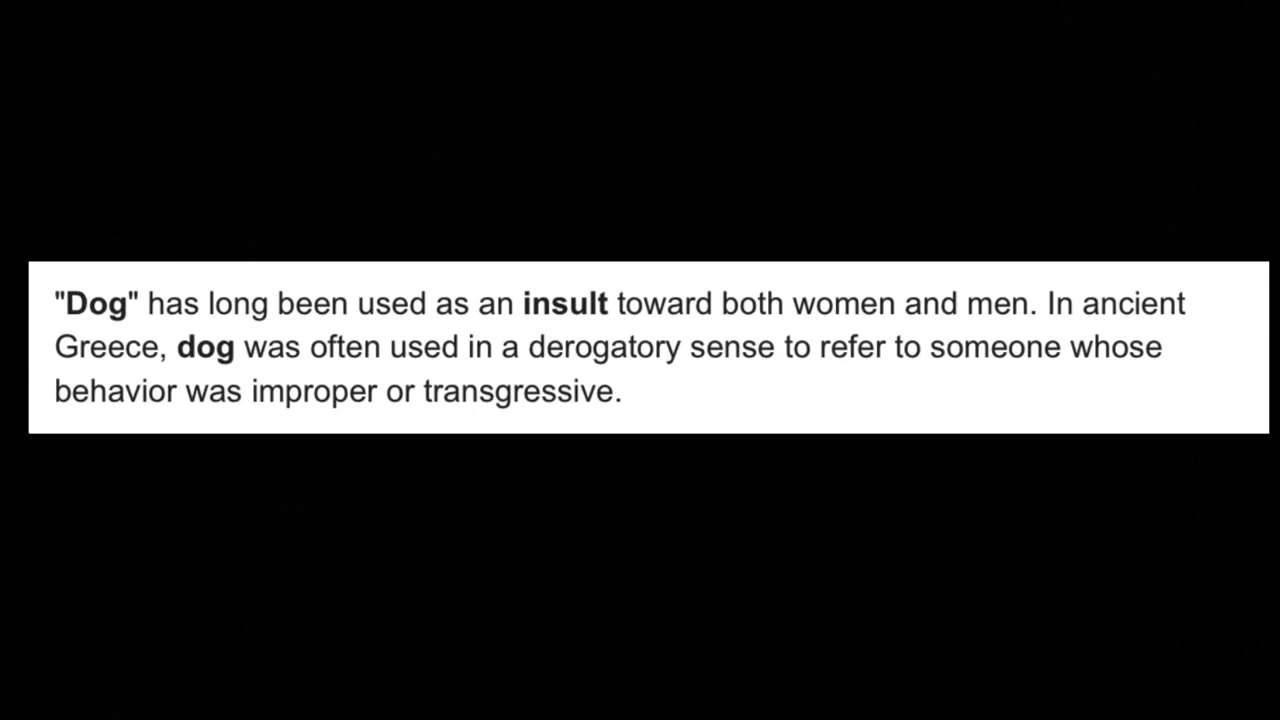 "Dog" has long been used as an insult toward both women and men. In ancient
Greece, dog was often used in a derogatory sense to refer to someone whose
behavior was improper or transgressive.